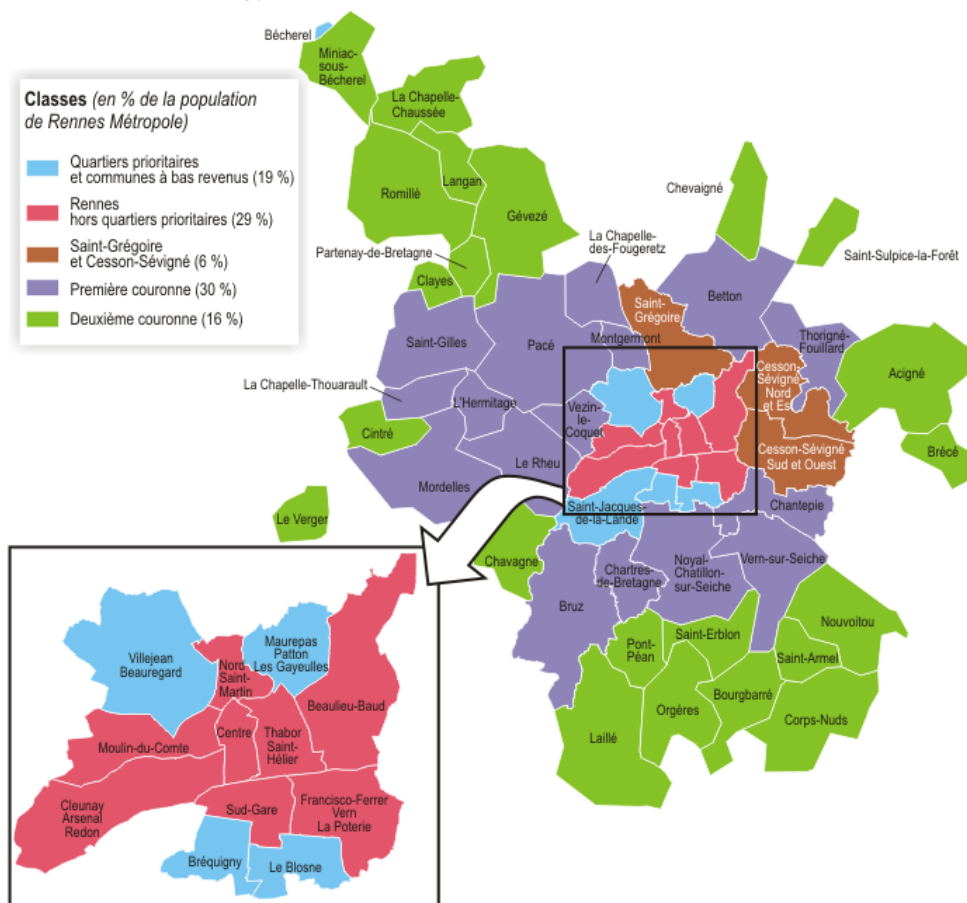 Classes (en % de la population
de Rennes Métropole)
Quartiers prioritaires
et communes à bas revenus (19 %)
Rennes
hors quartiers prioritaires (29 %)
Saint-Grégoire
et Cesson-Sévigné (6 %)
Première couronne (30 %)
Deuxième couronne (16 %)
Bécherel
Miniac-
sous-
Bécherel
La Chapelle-
Chaussée
Romillé
Langan
Gévezé
Partenay-de-Bretagne
Clayes
La Chapelle-
des-Fougeretz
Chevaigné
Saint-Sulpice-la-Forêt
Betton
Saint-
Grégoire
Montgermont
Thorigné-
Fouillard
Saint-Gilles
Pacé
Acigné
La Chapelle-Thouarault
L'Hermitage
Vezin-
le-
Coquet
Cesson-
Sévigné
Nord
et Es
Cintré
Le Rheu
Cesson-Sévigné
Sud et Ouest
Brécé
Mordelles
Le Verger
Saint-Jacques-
de-la-Lande
Chantepie
Chavagne
Chartres-
de-Bretagne
Noyal-
Chatillon-
sur-Seiche
Vern-sur-Seiche
Bruz
Nouvoitou
Pont-
Péan
Saint-Erblon
Saint-Armel
Bourgbarré
Orgères
Corps-Nuds
Laillé
Villejean
Beauregard
Maurepas
Patton
Les Gayeulles
Nord
Saint-
Martin
Beaulieu-Baud
Moulin-du-Comte
Centre
Thabor
Saint-
Hélier
Cleunay
Arsenal
Redon
Sud-Gare
Francisco-Ferrer
Vern
La Poterie
Bréquigny
Le Blosne